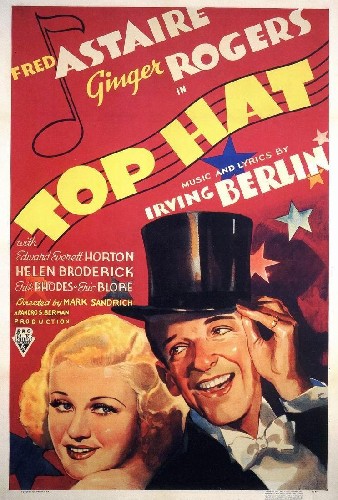 FRED ASTAIRE
Ginger ROGERS
IN
TOP HAT
MUSIC AND LYRICS BY
IRVING BERLIN
with
Edward Everett HORTON
HELEN BRODERICK
Erik RHODES - Eric BLORE
Directed by MARK SANDRICH
A PANDRO S. BERMAN
PRODUCTION